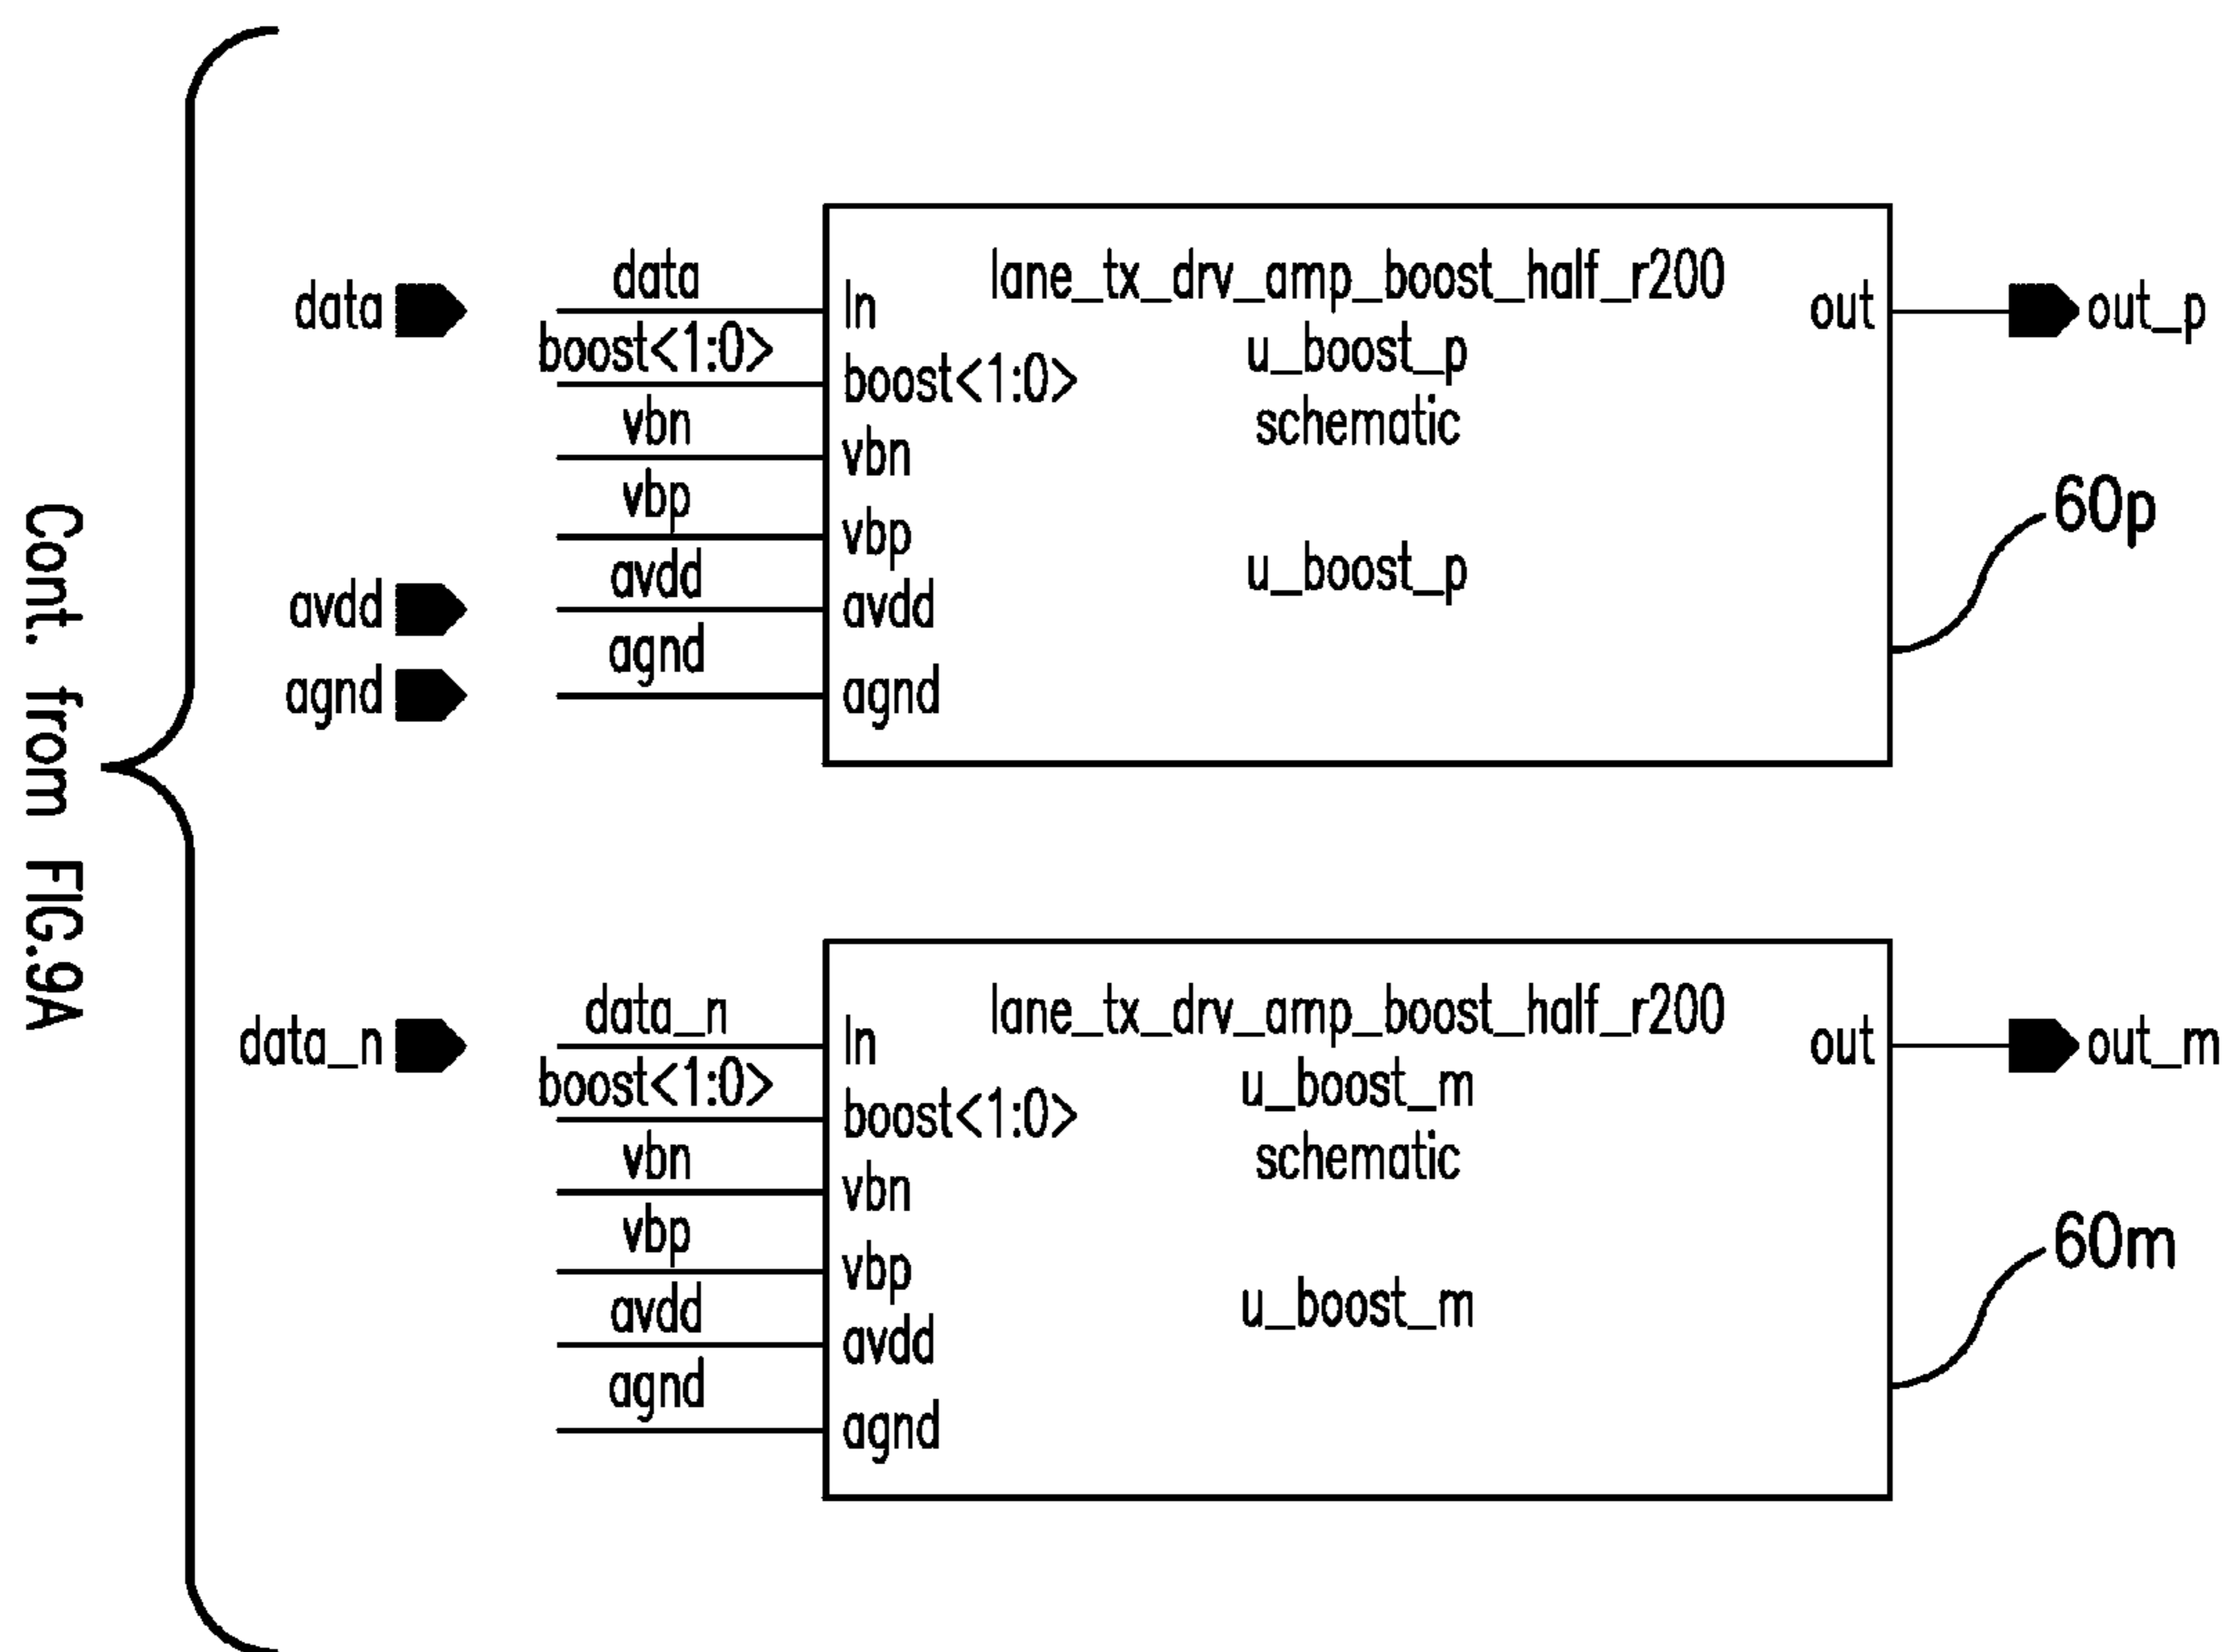 Cont. from FIG.9A
data
data
In
lane_tx_drv_amp_boost_half_r200
out
out_p
boost<1:0>
boost<1:0>
u_boost_p
vbn
vbn
schematic
vbp
vbp
60p
avdd
avdd
avdd
u_boost_p
agnd
agnd
agnd
data_n
data_n
In
lane_tx_drv_amp_boost_half_r200
out
out_m
boost<1:0>
boost<1:0>
u_boost_m
vbn
vbn
schematic
vbp
vbp
60m
avdd
avdd
u_boost_m
agnd
agnd